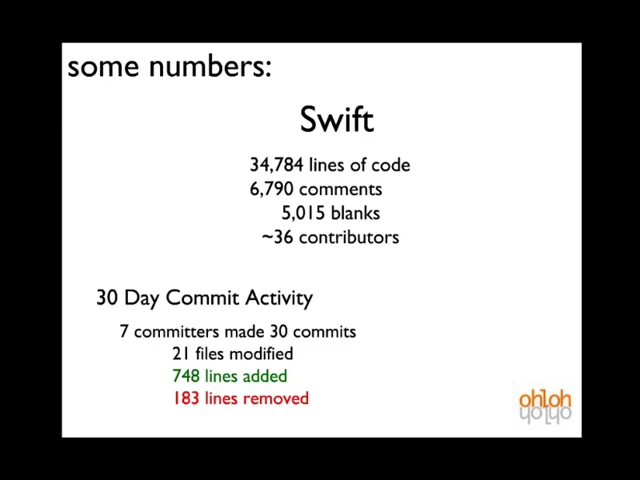 some numbers:
Swift
34,784 lines of code
6,790 comments
5,015 blanks
~36 contributors
30 Day Commit Activity
7 committers made 30 commits
21 files modified
748 lines added
183 lines removed
ohloh